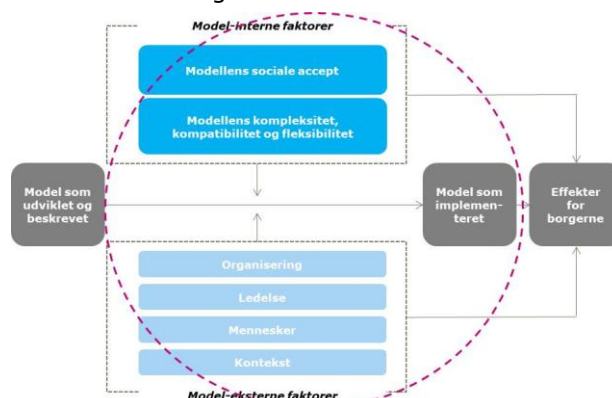 Model-interne faktorer
Modellens sociale accept
Modellens kompleksitet,
kompatibilitet og fleksibilitet
Model som
udviklet og
beskrevet
Model som
implemen-
teret
Effekter
for
borgerne
Organisering
Ledelse
Mennesker
Kontekst
Model-eksterne faktorer